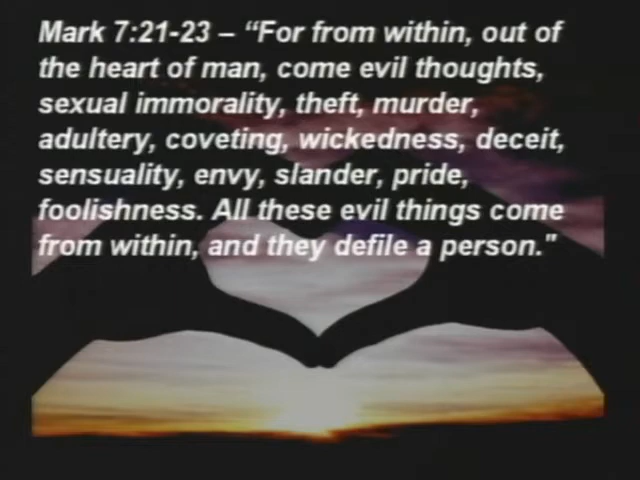 Mark 7:21-23 – “For from within, out of
the heart of man, come evil thoughts,
sexual immorality, theft, murder,
adultery, coveting, wickedness, deceit,
sensuality, envy, slander, pride,
foolishness. All these evil things come
from within, and they defile a person."